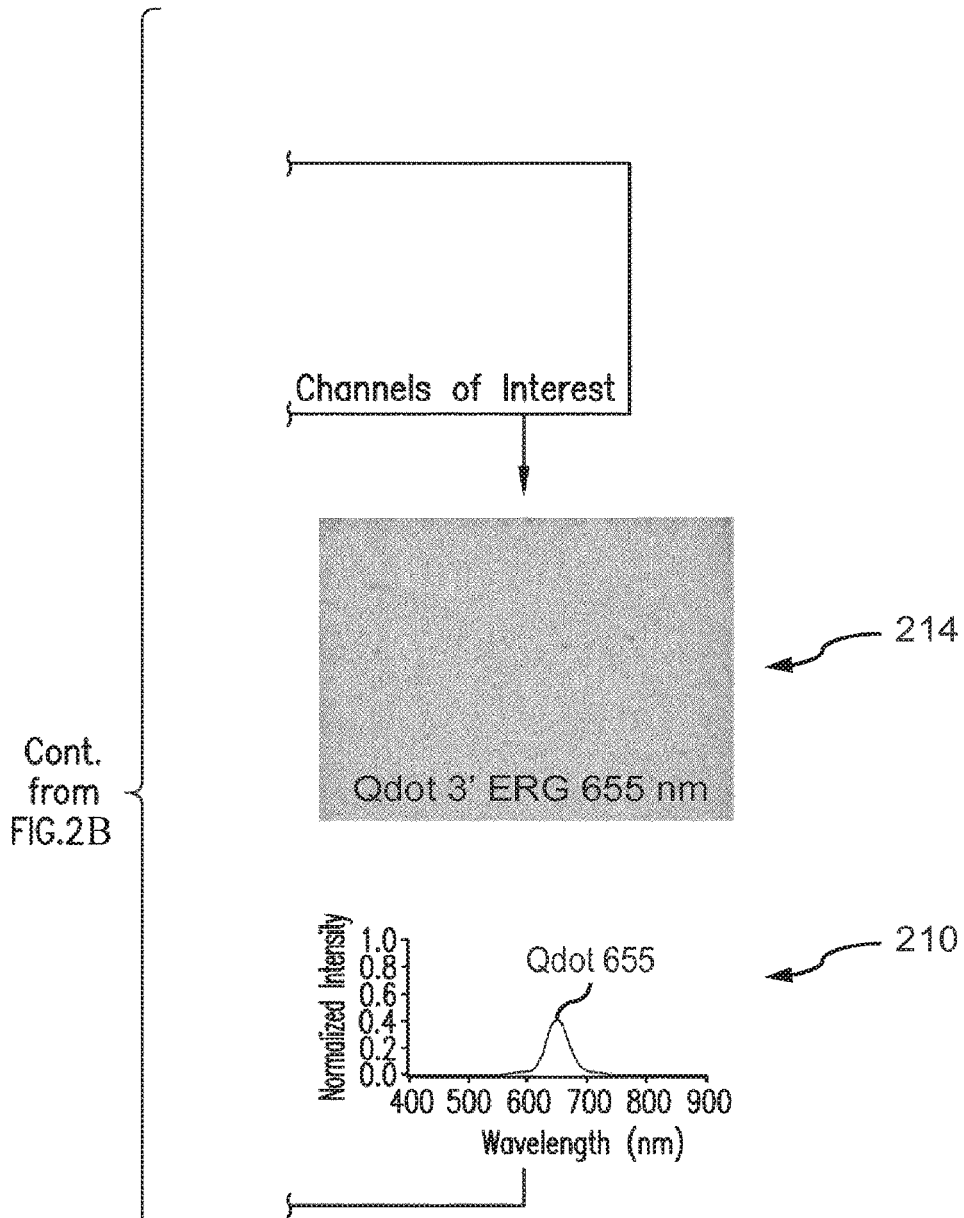 Channels of Interest
214
Qdot 3' ERG 655 nm
Cont.
from
FIG.2B
210
Normalized Intensity
1.0
0.8
0.6
0.4
0.2
0.0
Qdot 655
400 500 600 700 800 900
Wavelength (nm)